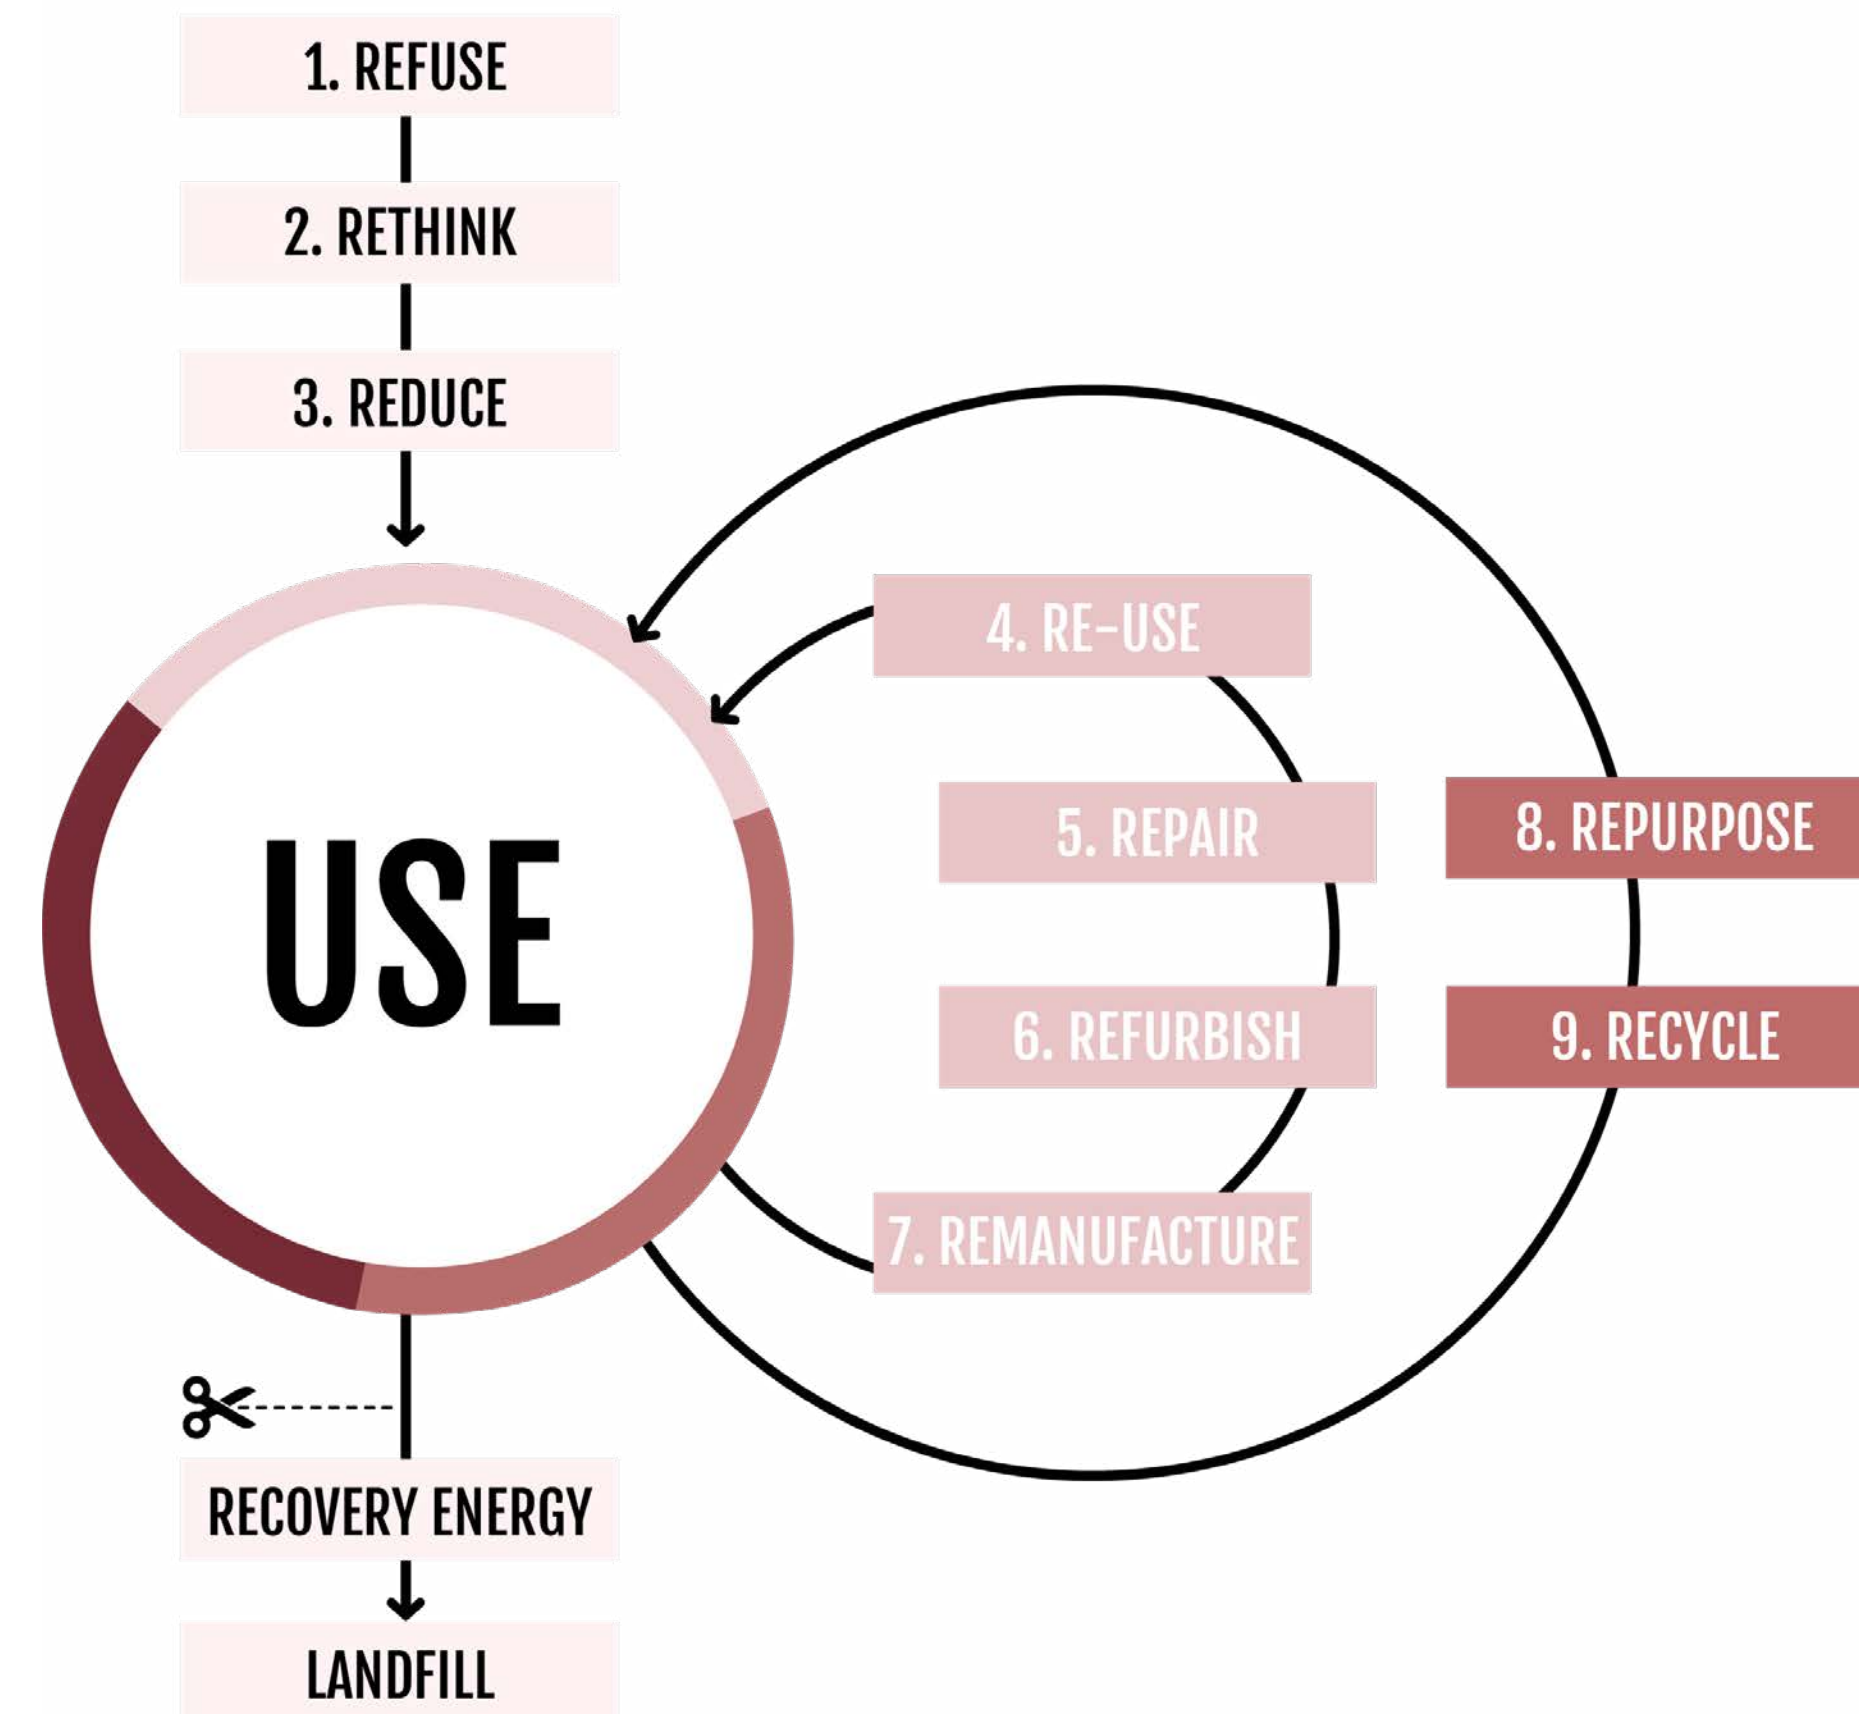 1. REFUSE
2. RETHINK
3. REDUCE
USE
4. RE-USE
5. REPAIR
6. REFURBISH
7. REMANUFACTURE
8. REPURPOSE
9. RECYCLE
RECOVERY ENERGY
LANDFILL